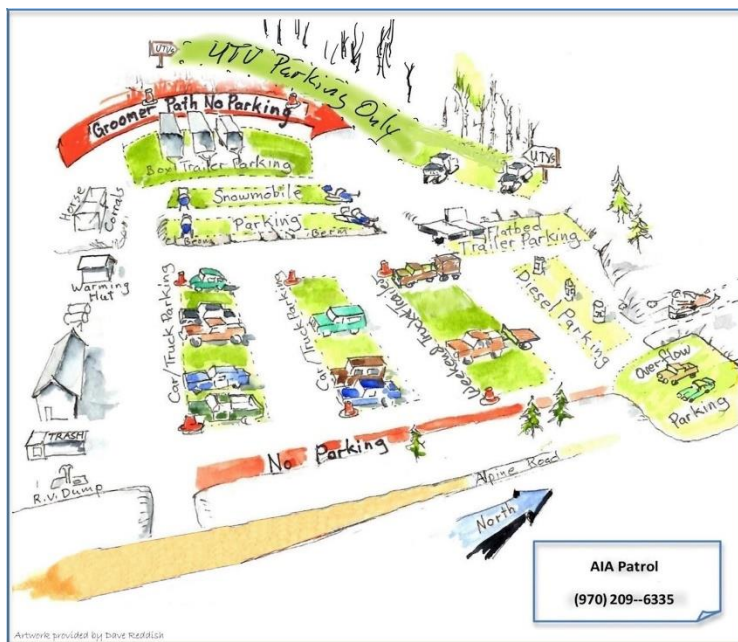 UTVs
UTV Parking Only
Groomer Path No Parking
Box Trailer Parking
UTVs
Snowmobile
Parking
Berm
Berm
Horse
Corrals
Flatbed
Trailer Parking
Warming
Hut
Car/Truck Parking
Car/Truck Parking
Weekend Truck/Trailer
Diesel Parking
Overflow
Parking
TRASH
No Parking
R.V. Dump
Alpine Road
North
AIA Patrol
(970) 209--6335
Artwork provided by Dave Reddish